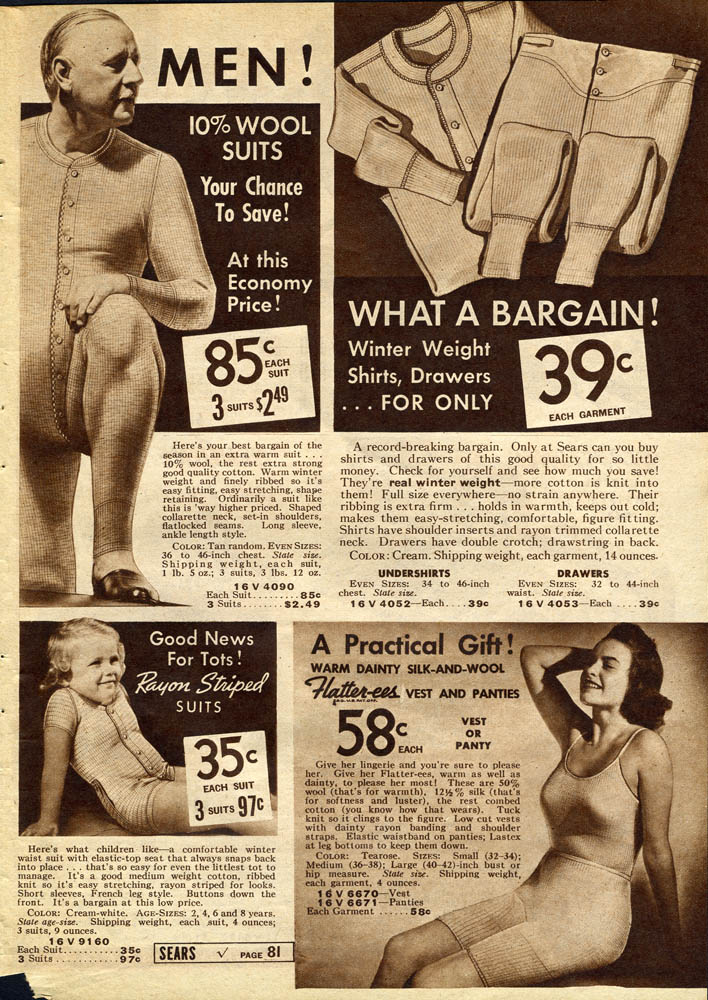 MEN!
10% WOOL
SUITS
Your Chance
To Save!
At this
Economy
Price!
85c
EACH
SUIT
3 SUITS $2.49
Here's your best bargain of the
season in an extra warm suit . . .
10% wool, the rest extra strong
good quality cotton. Warm winter
weight and finely ribbed so it's
easy fitting, easy stretching, shape
retaining. Ordinarily a suit like
this is 'way higher priced. Shaped
collarette neck, set-in shoulders,
flatlocked seams. Long sleeve,
ankle length style.
COLOR: Tan random. EVEN SIZES:
36 to 46-inch chest. State size.
Shipping weight, each suit,
1 lb. 5 oz.; 3 suits, 3 lbs. 12 oz.
16 V 4090
Each Suit.........85c
3 Suits........$2.49
WHAT A BARGAIN!
Winter Weight
Shirts, Drawers
. . . FOR ONLY
39c
EACH GARMENT
A record-breaking bargain. Only at Sears can you buy
shirts and drawers of this good quality for so little
money. Check for yourself and see how much you save!
They're real winter weight—more cotton is knit into
them! Full size everywhere—no strain anywhere. Their
ribbing is extra firm . . . holds in warmth, keeps out cold;
makes them easy-stretching, comfortable, figure fitting.
Shirts have shoulder inserts and rayon trimmed collarette
neck. Drawers have double crotch; drawstring in back.
COLOR: Cream. Shipping weight, each garment, 14 ounces.
UNDERSHIRTS
EVEN SIZES: 34 to 46-inch
chest. State size.
16 V 4052—Each....39c
DRAWERS
EVEN SIZES: 32 to 44-inch
waist. State size.
16 V 4053—Each ....39c
Good News
For Tots!
Rayon Striped
SUITS
35c
EACH SUIT
3 SUITS 97c
Here's what children like—a comfortable winter
waist suit with elastic-top seat that always snaps back
into place . . . that's so easy for even the littlest tot to
manage. It's a good medium weight cotton, ribbed
knit so it's easy stretching, rayon striped for looks.
Short sleeves, French leg style. Buttons down the
front. It's a bargain at this low price.
COLOR: Cream-white. AGE-SIZES: 2, 4, 6 and 8 years.
State age-size. Shipping weight, each suit, 4 ounces;
3 suits, 9 ounces.
16 V 9160
Each Suit............35c
3 Suits ............97c
SEARS √ PAGE 81
A Practical Gift!
WARM DAINTY SILK-AND-WOOL
Flatter-ees VEST AND PANTIES
REG. U.S. PAT. OFF.
58c
EACH
VEST
OR
PANTY
Give her lingerie and you're sure to please
her. Give her Flatter-ees, warm as well as
dainty, to please her most! These are 50%
wool (that's for warmth), 12½% silk (that's
for softness and luster), the rest combed
cotton (you know how that wears). Tuck
knit so it clings to the figure. Low cut vests
with dainty rayon banding and shoulder
straps. Elastic waistband on panties; Lastex
at leg bottoms to keep them down.
COLOR: Tearose. SIZES: Small (32-34);
Medium (36-38); Large (40-42)-inch bust or
hip measure. State size. Shipping weight,
each garment, 4 ounces.
16 V 6670—Vest
16 V 6671—Panties
Each Garment ......58c